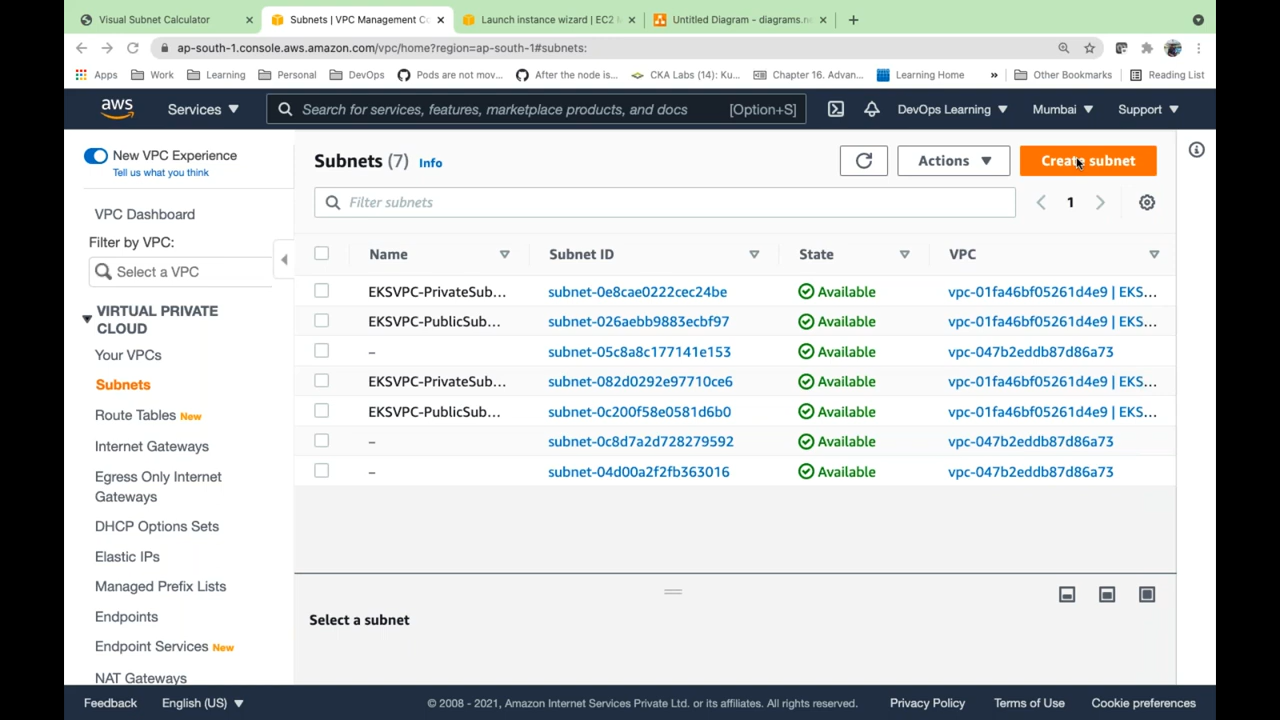 Visual Subnet Calculator
Subnets | VPC Management Co
Launch instance wizard | EC2
Untitled Diagram – diagrams.ne
ap-south-1.console.aws.amazon.com/vpc/home?region=ap-south-1#subnets:
Apps Work Learning Personal DevOps Pods are not mov... After the node is... CKA Labs (14): Ku... Chapter 16. Advan... Learning Home » Other Bookmarks Reading List
aws Services Search for services, features, marketplace products, and docs [Option+S] DevOps Learning Mumbai Support
New VPC Experience
Tell us what you think
VPC Dashboard
Filter by VPC:
Select a VPC
VIRTUAL PRIVATE
CLOUD
Your VPCs
Subnets
Route Tables New
Internet Gateways
Egress Only Internet
Gateways
DHCP Options Sets
Elastic IPs
Managed Prefix Lists
Endpoints
Endpoint Services New
NAT Gateways
Subnets (7) Info
Actions
Create subnet
Filter subnets
1
Name Subnet ID State VPC
EKSVPC-PrivateSub... subnet-0e8cae0222cec24be Available vpc-01fa46bf05261d4e9 | EKS...
EKSVPC-PublicSub... subnet-026aebb9883ecbf97 Available vpc-01fa46bf05261d4e9 | EKS...
– subnet-05c8a8c177141e153 Available vpc-047b2eddb87d86a73
EKSVPC-PrivateSub... subnet-082d0292e97710ce6 Available vpc-01fa46bf05261d4e9 | EKS...
EKSVPC-PublicSub... subnet-0c200f58e0581d6b0 Available vpc-01fa46bf05261d4e9 | EKS...
– subnet-0c8d7a2d728279592 Available vpc-047b2eddb87d86a73
– subnet-04d00a2f2fb363016 Available vpc-047b2eddb87d86a73
Select a subnet
Feedback English (US) © 2008 - 2021, Amazon Internet Services Private Ltd. or its affiliates. All rights reserved. Privacy Policy Terms of Use Cookie preferences